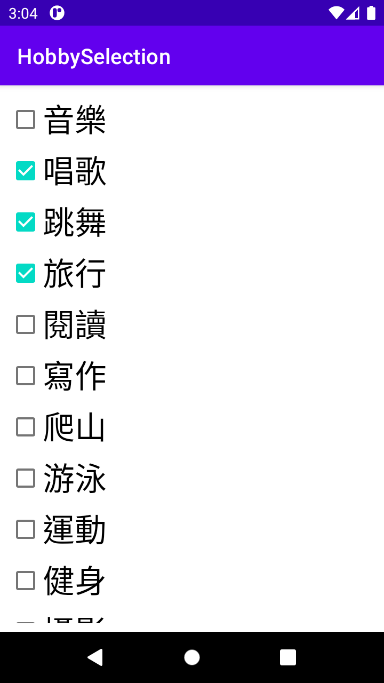 3:04
HobbySelection
音樂
唱歌
跳舞
旅行
閱讀
寫作
爬山
游泳
運動
健身